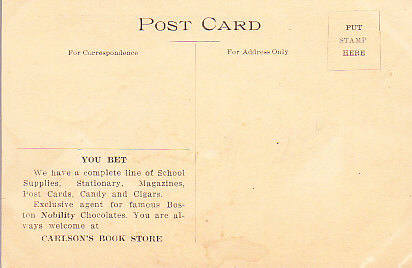 POST CARD
For Correspondence
For Address Only
PUT
STAMP
HERE
YOU BET
We have a complete line of School
Supplies, Stationary, Magazines,
Post Cards, Candy and Cigars.
Exclusive agent for famous Bos-
ton Nobility Chocolates. You are al-
ways welcome at
CARLSON'S BOOK STORE